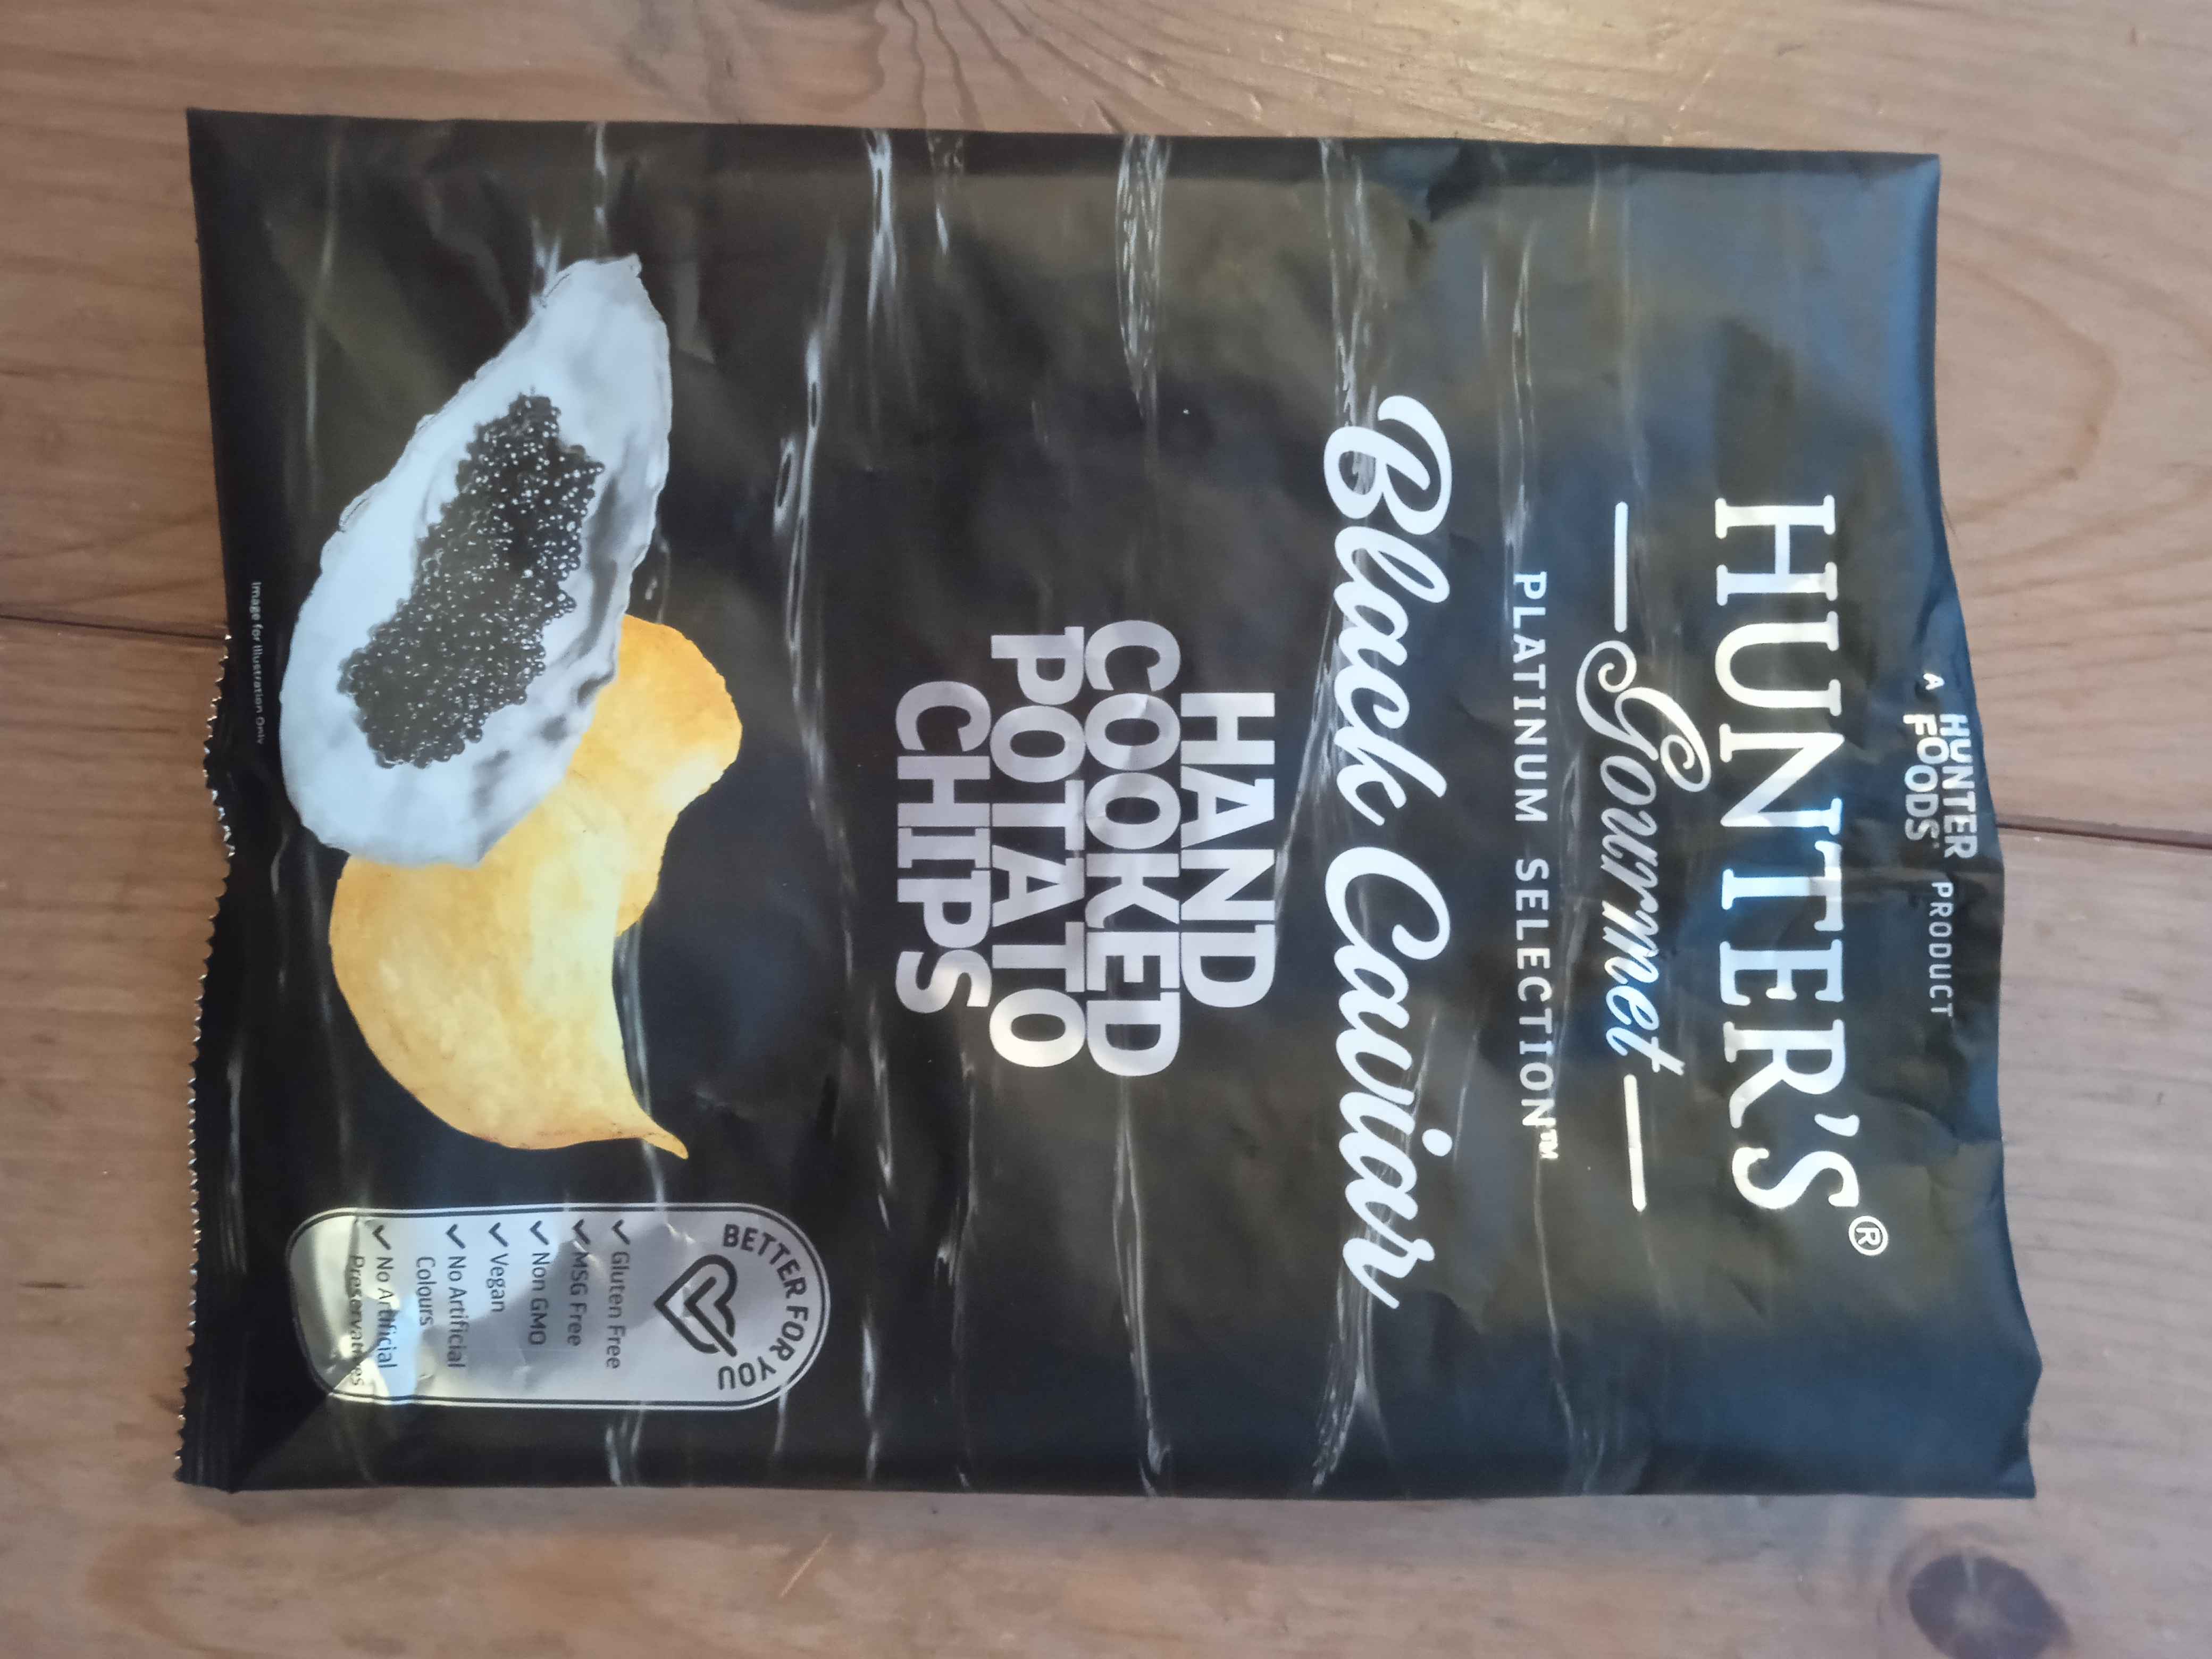 A HUNTER FOODS® PRODUCT
HUNTER'S®
Gourmet
PLATINUM SELECTION™
Black Caviar
HAND
COOKED
POTATO
CHIPS
BETTER FOR YOU
Gluten Free
MSG Free
Non GMO
Vegan
No Artificial
Colours
No Artificial
Preservatives
Image for Illustration Only